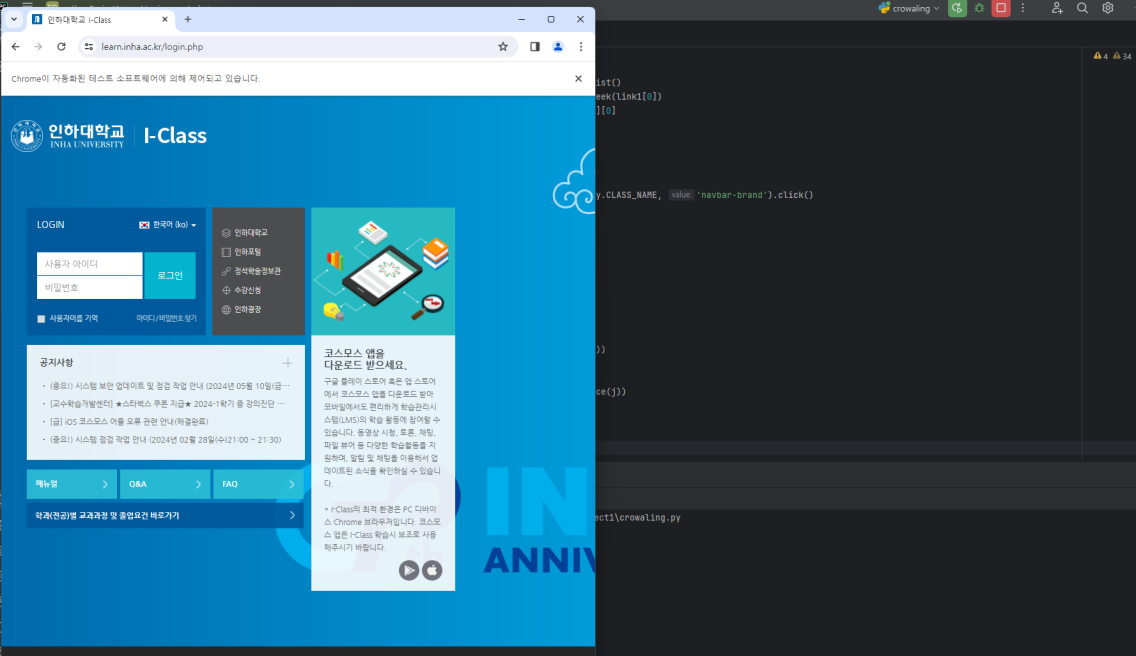 인하대학교 I-Class
learn.inha.ac.kr/login.php
Chrome이 자동화된 테스트 소프트웨어에 의해 제어되고 있습니다.
인하대학교
INHA UNIVERSITY
I-Class
LOGIN
한국어 (ko)
사용자 아이디
비밀번호
로그인
사용자이름 기억
아이디/비밀번호 찾기
인하대학교
인하포털
정석학술정보관
수강신청
인하광장
공지사항
(중요!) 시스템 보안 업데이트 및 점검 작업 안내 (2024년 05월 10일(금…
[교수학습개발센터] ★스타벅스 쿠폰 지급★ 2024-1학기 중 강의진단 …
[급] iOS 코스모스 어플 오류 관련 안내(해결완료)
(중요!) 시스템 점검 작업 안내 (2024년 02월 28일(수)21:00 ~ 21:30)
매뉴얼
Q&A
FAQ
학과(전공)별 교과과정 및 졸업요건 바로가기
코스모스 앱을
다운로드 받으세요.
구글 플레이 스토어 혹은 앱 스토어
에서 코스모스 앱을 다운로드 받아
모바일에서도 편리하게 학습관리시
스템(LMS)의 학습 활동에 참여할 수
있습니다. 동영상 시청, 토론, 채팅,
파일 뷰어 등 다양한 학습활동을 지
원하며, 알림 및 채팅을 이용해서 업
데이트된 소식을 확인하실 수 있습니
다.
* I-Class의 최적 환경은 PC 디바이
스 Chrome 브라우저입니다. 코스모
스 앱은 I-Class 학습시 보조로 사용
해주시기 바랍니다.
th
IN
ANNIV
crowaling
4 34
ist()
eek(link1[0])
][0]
y.CLASS_NAME, value: 'navbar-brand').click()
))
ce(j))
ect1\crowaling.py